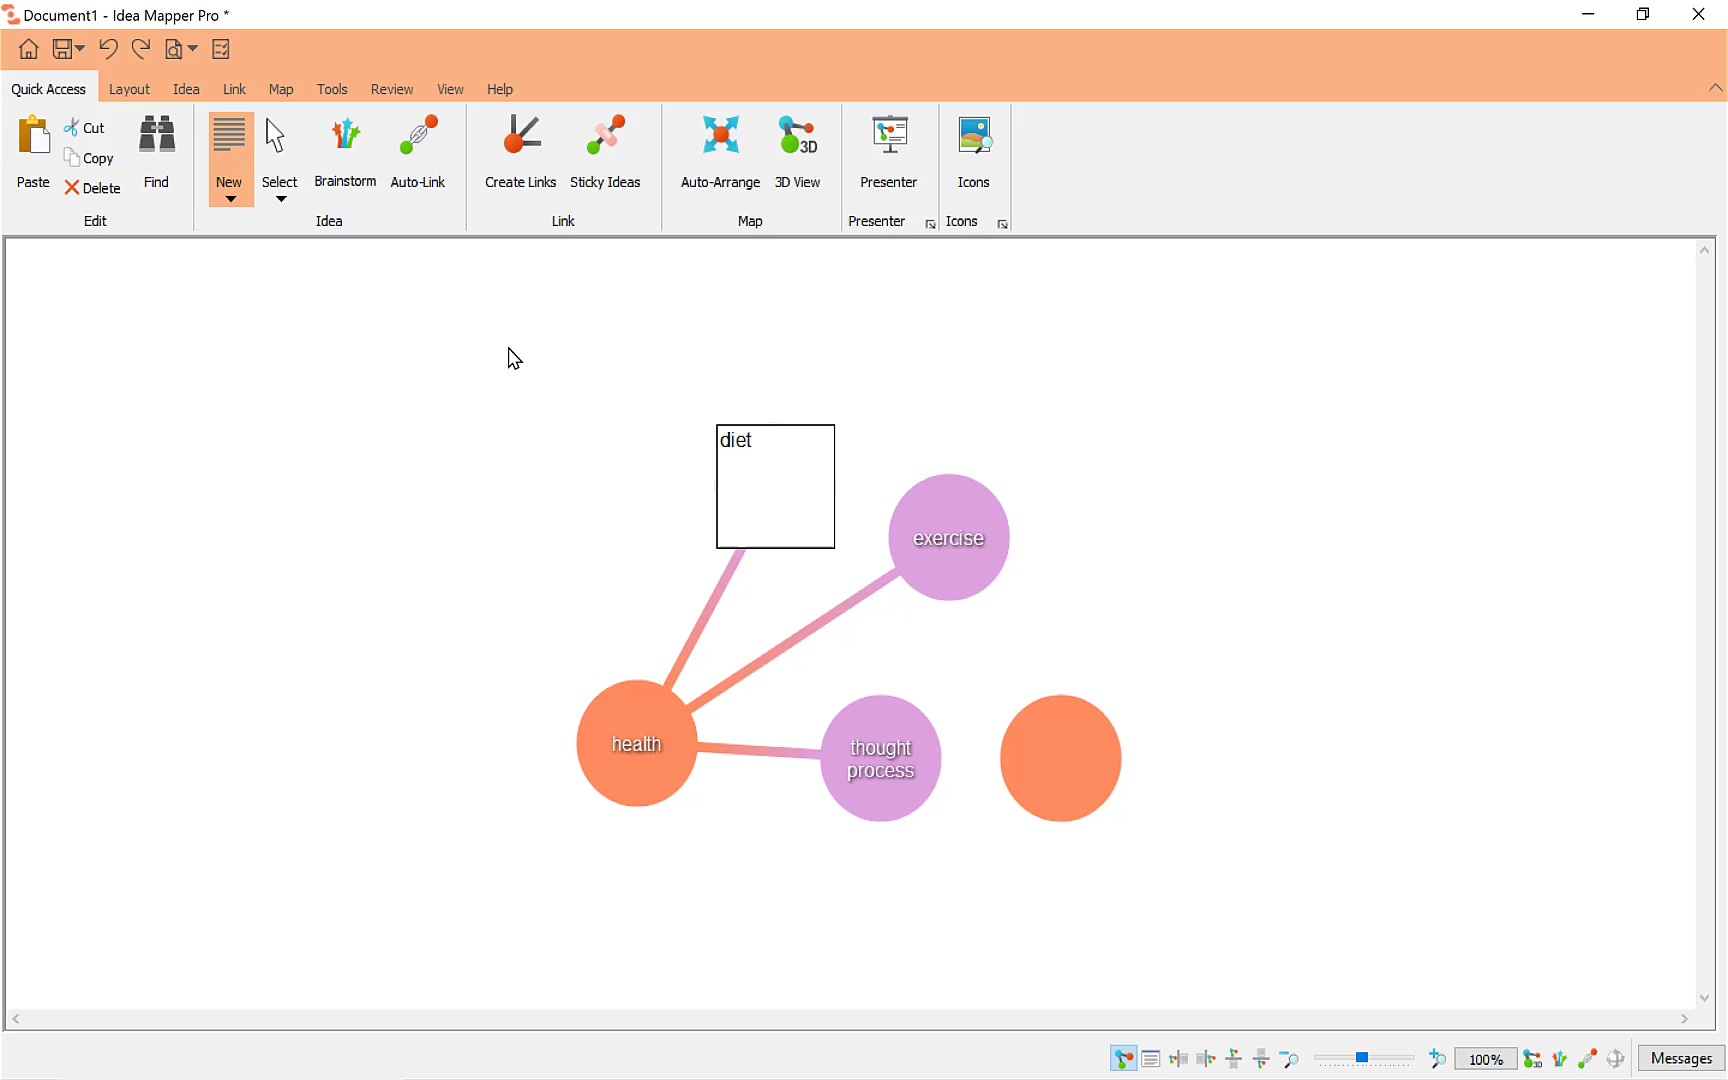 Document1 - Idea Mapper Pro *
Quick Access Layout Idea Link Map Tools Review View Help
Paste
Cut
Copy
Delete
Find
Edit
New
Select
Brainstorm
Auto-Link
Idea
Create Links
Sticky Ideas
Link
Auto-Arrange
3D
3D View
Map
Presenter
Presenter
Icons
Icons
diet
exercise
health
thought
process
100%
3D
Messages